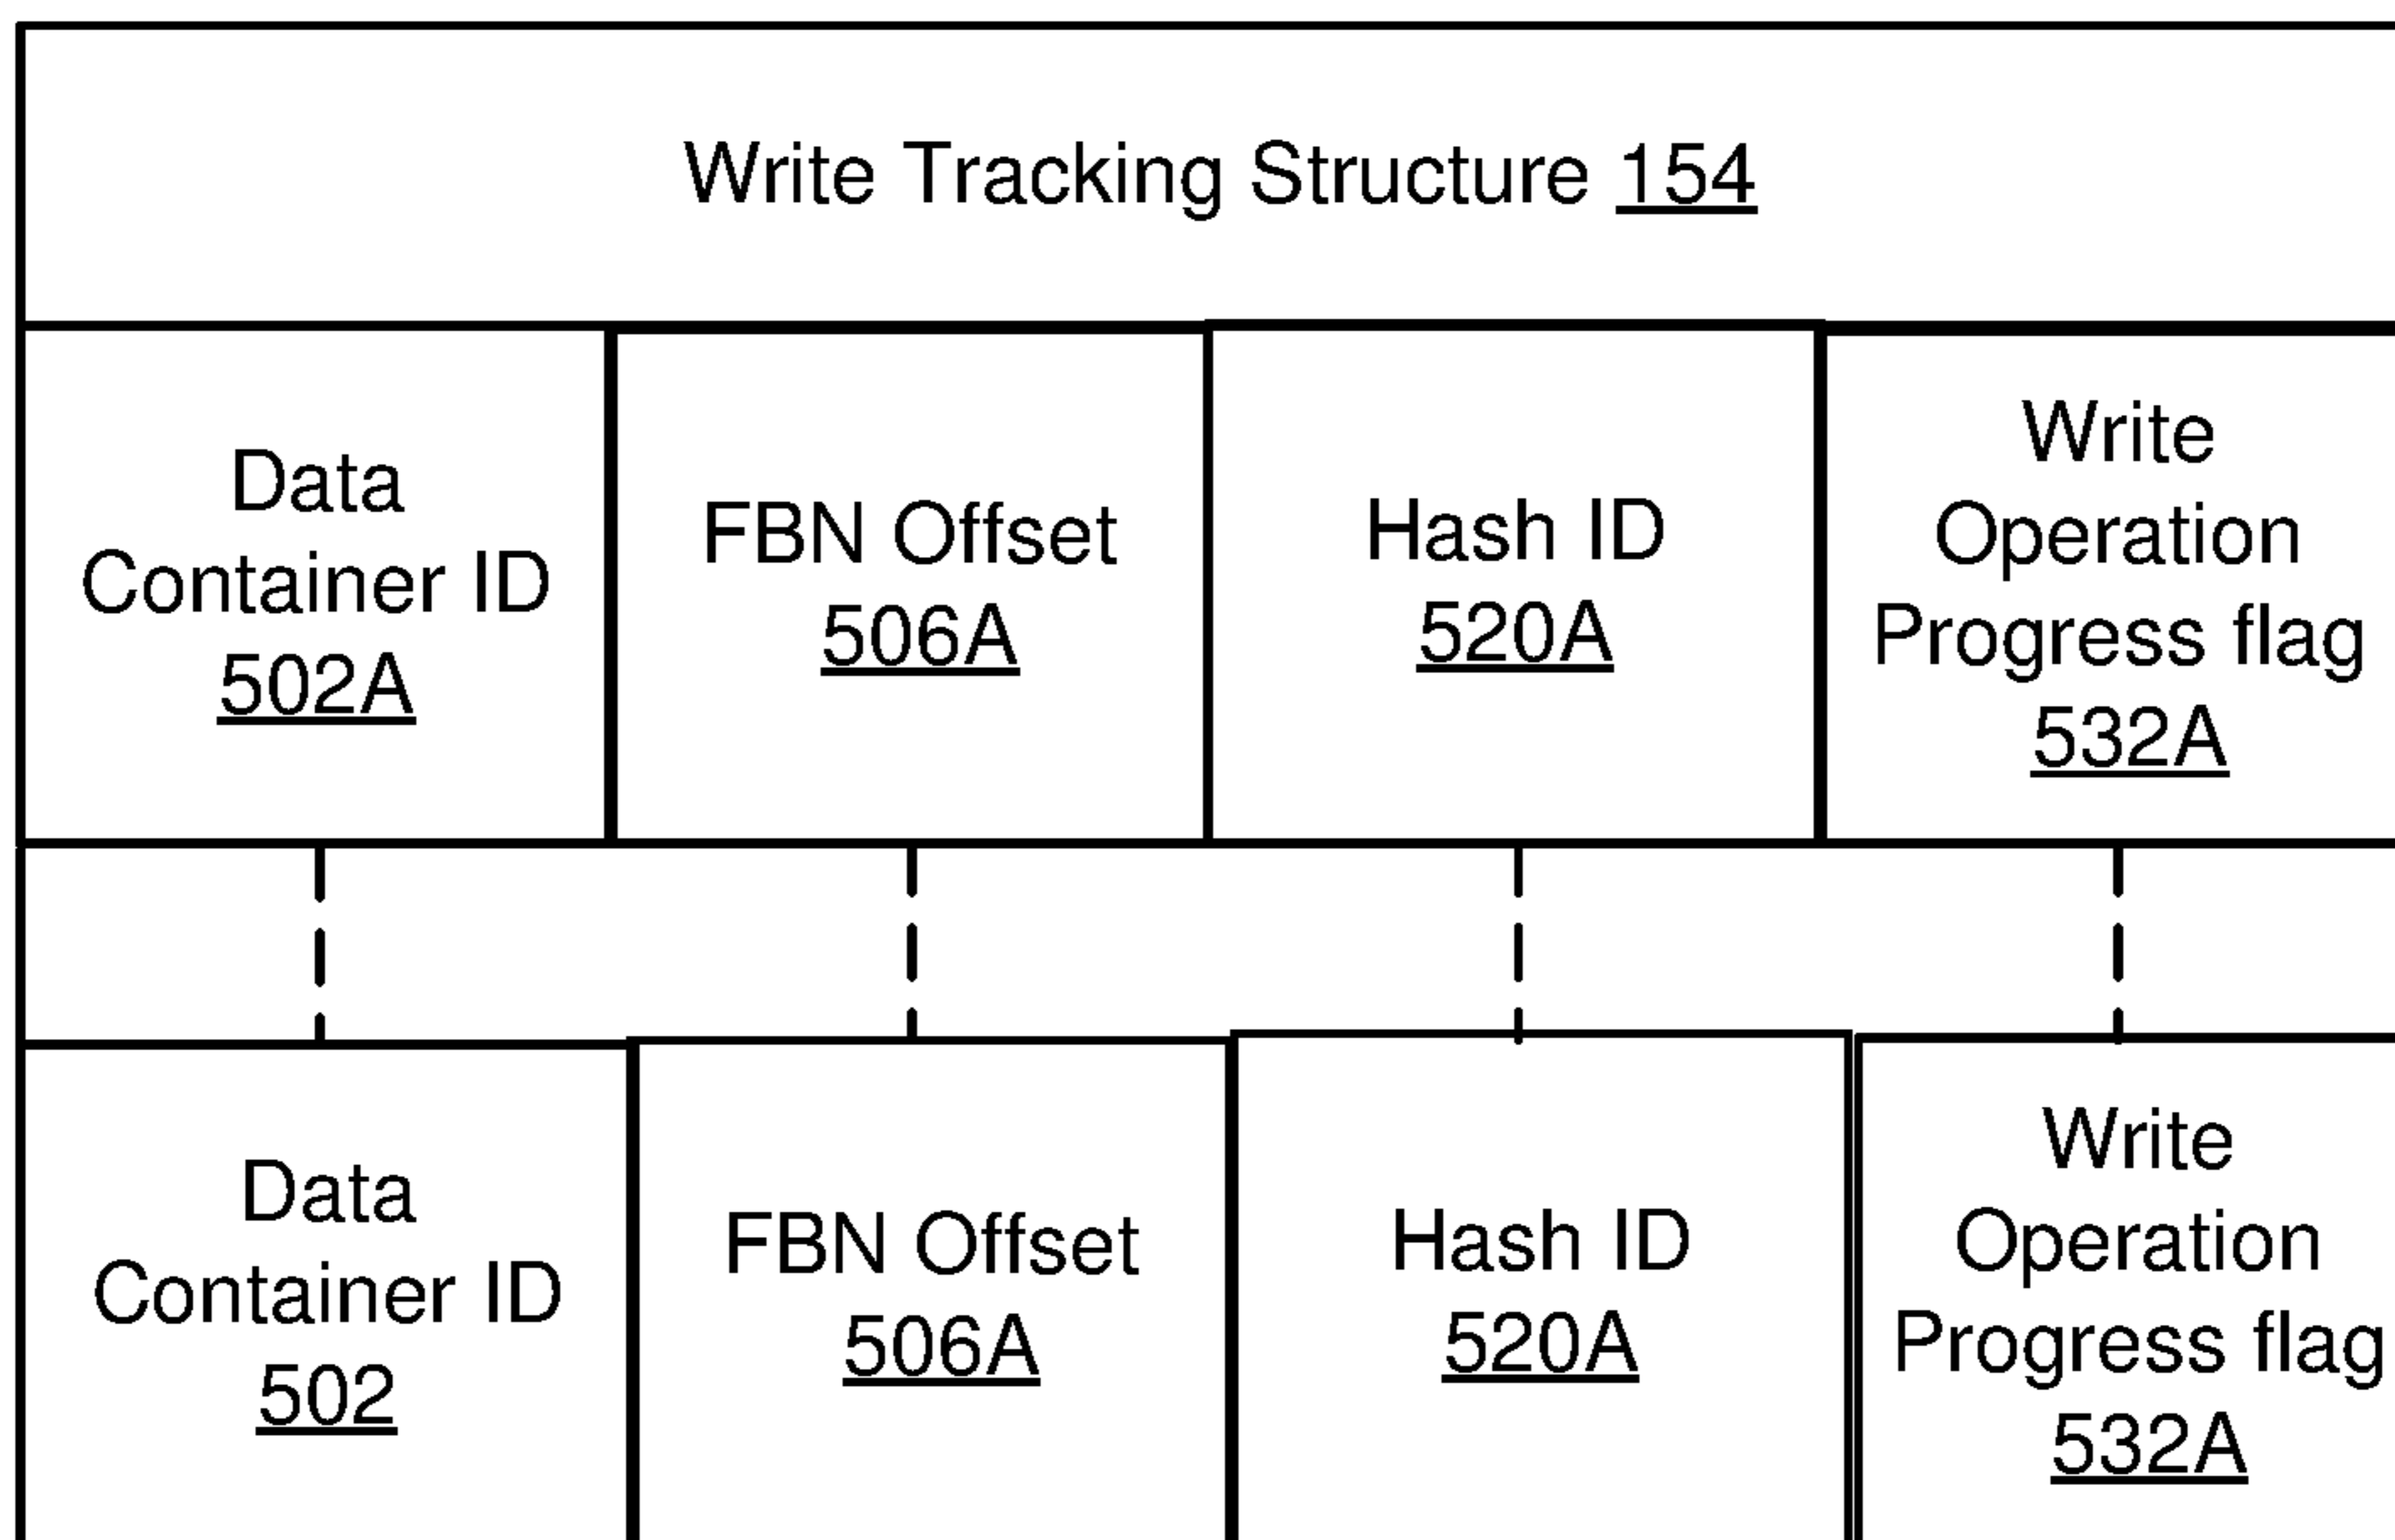 Write Tracking Structure 154
Data
Container ID
502A
FBN Offset
506A
Hash ID
520A
Write
Operation
Progress flag
532A
Data
Container ID
502
FBN Offset
506A
Hash ID
520A
Write
Operation
Progress flag
532A